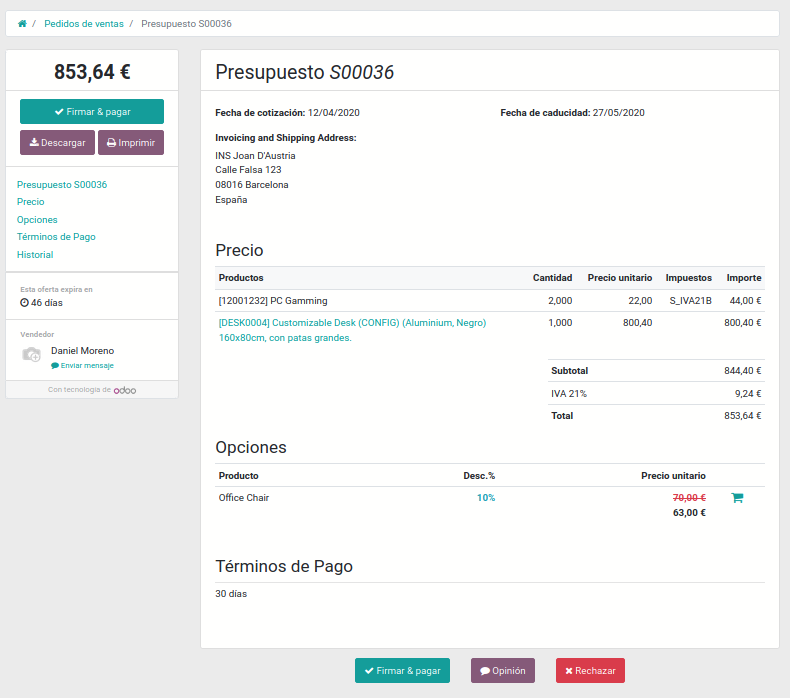 / Pedidos de ventas / Presupuesto S00036
853,64 €
Firmar & pagar
Descargar Imprimir
Presupuesto S00036
Precio
Opciones
Términos de Pago
Historial
Esta oferta expira en
46 días
Vendedor
Daniel Moreno
Enviar mensaje
Con tecnología de odoo
Presupuesto S00036
Fecha de cotización: 12/04/2020 Fecha de caducidad: 27/05/2020
Invoicing and Shipping Address:
INS Joan D'Austria
Calle Falsa 123
08016 Barcelona
España
Precio
Productos Cantidad Precio unitario Impuestos Importe
[12001232] PC Gamming 2,000 22,00 S_IVA21B 44,00 €
[DESK0004] Customizable Desk (CONFIG) (Aluminium, Negro) 1,000 800,40 800,40 €
160x80cm, con patas grandes.
Subtotal 844,40 €
IVA 21% 9,24 €
Total 853,64 €
Opciones
Producto Desc.% Precio unitario
Office Chair 10% 70,00 €
63,00 €
Términos de Pago
30 días
Firmar & pagar Opinión Rechazar